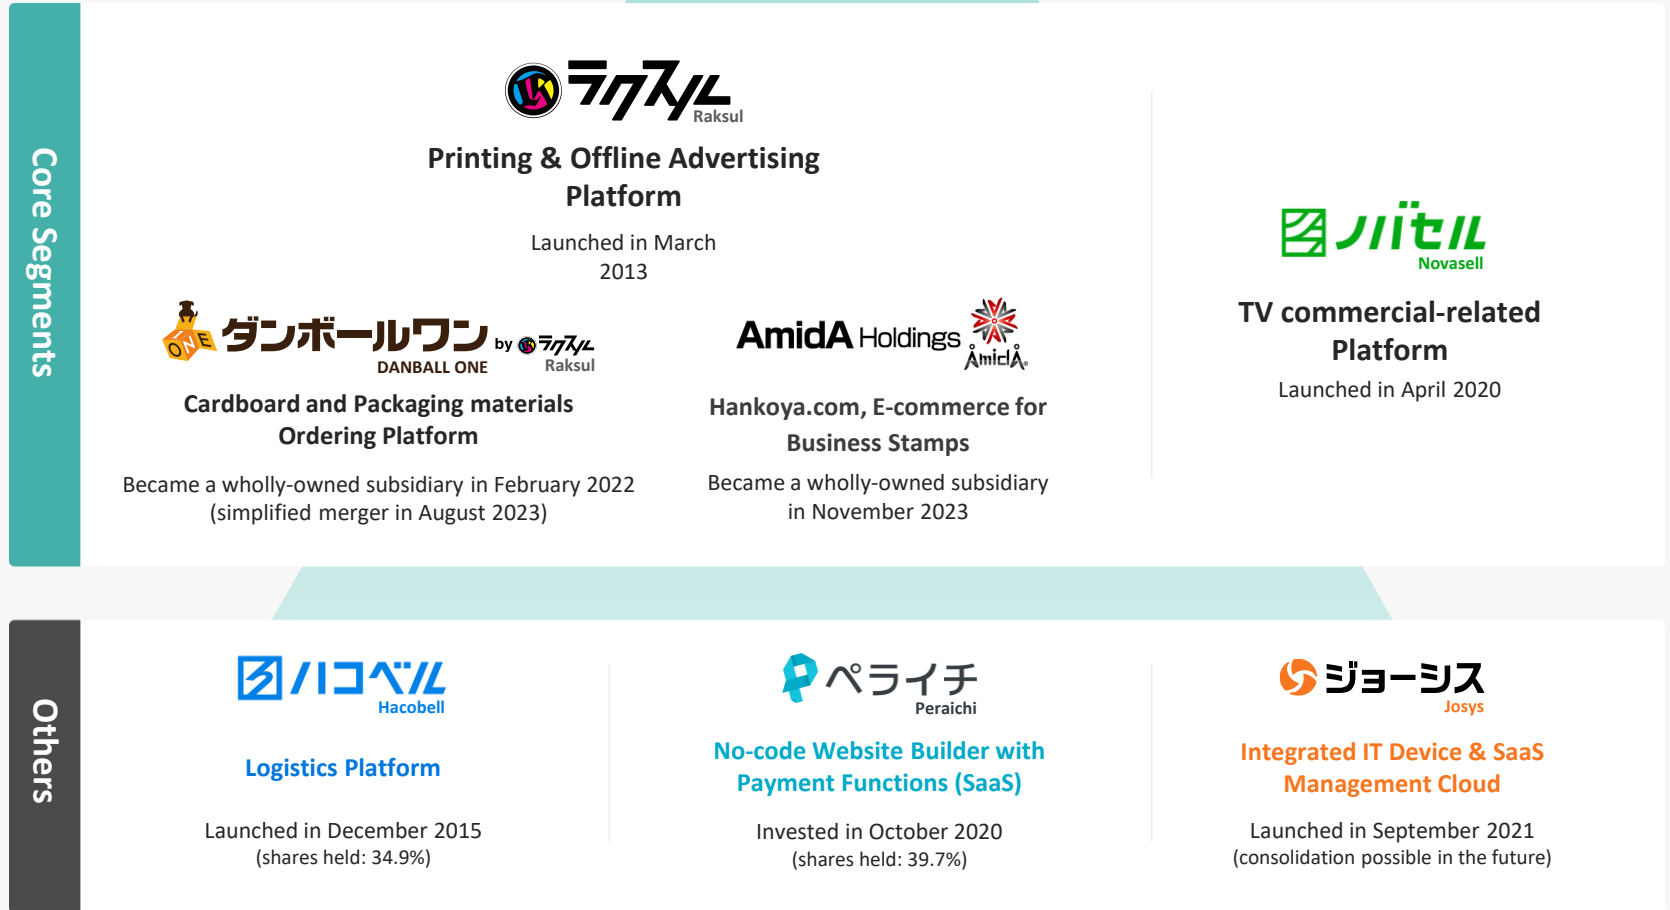 Core Segments
ラクスル
Raksul
Printing & Offline Advertising
Platform
Launched in March
2013
ONE
ダンボールワン by ラクスル
DANBALL ONE
Raksul
Cardboard and Packaging materials
Ordering Platform
Became a wholly-owned subsidiary in February 2022
(simplified merger in August 2023)
AmidA Holdings
AmidA®
Hankoya.com, E-commerce for
Business Stamps
Became a wholly-owned subsidiary
in November 2023
ノバセル
Novasell
TV commercial-related
Platform
Launched in April 2020
Others
ハコベル
Hacobell
Logistics Platform
Launched in December 2015
(shares held: 34.9%)
ペライチ
Peraichi
No-code Website Builder with
Payment Functions (SaaS)
Invested in October 2020
(shares held: 39.7%)
ジョーシス
Josys
Integrated IT Device & SaaS
Management Cloud
Launched in September 2021
(consolidation possible in the future)